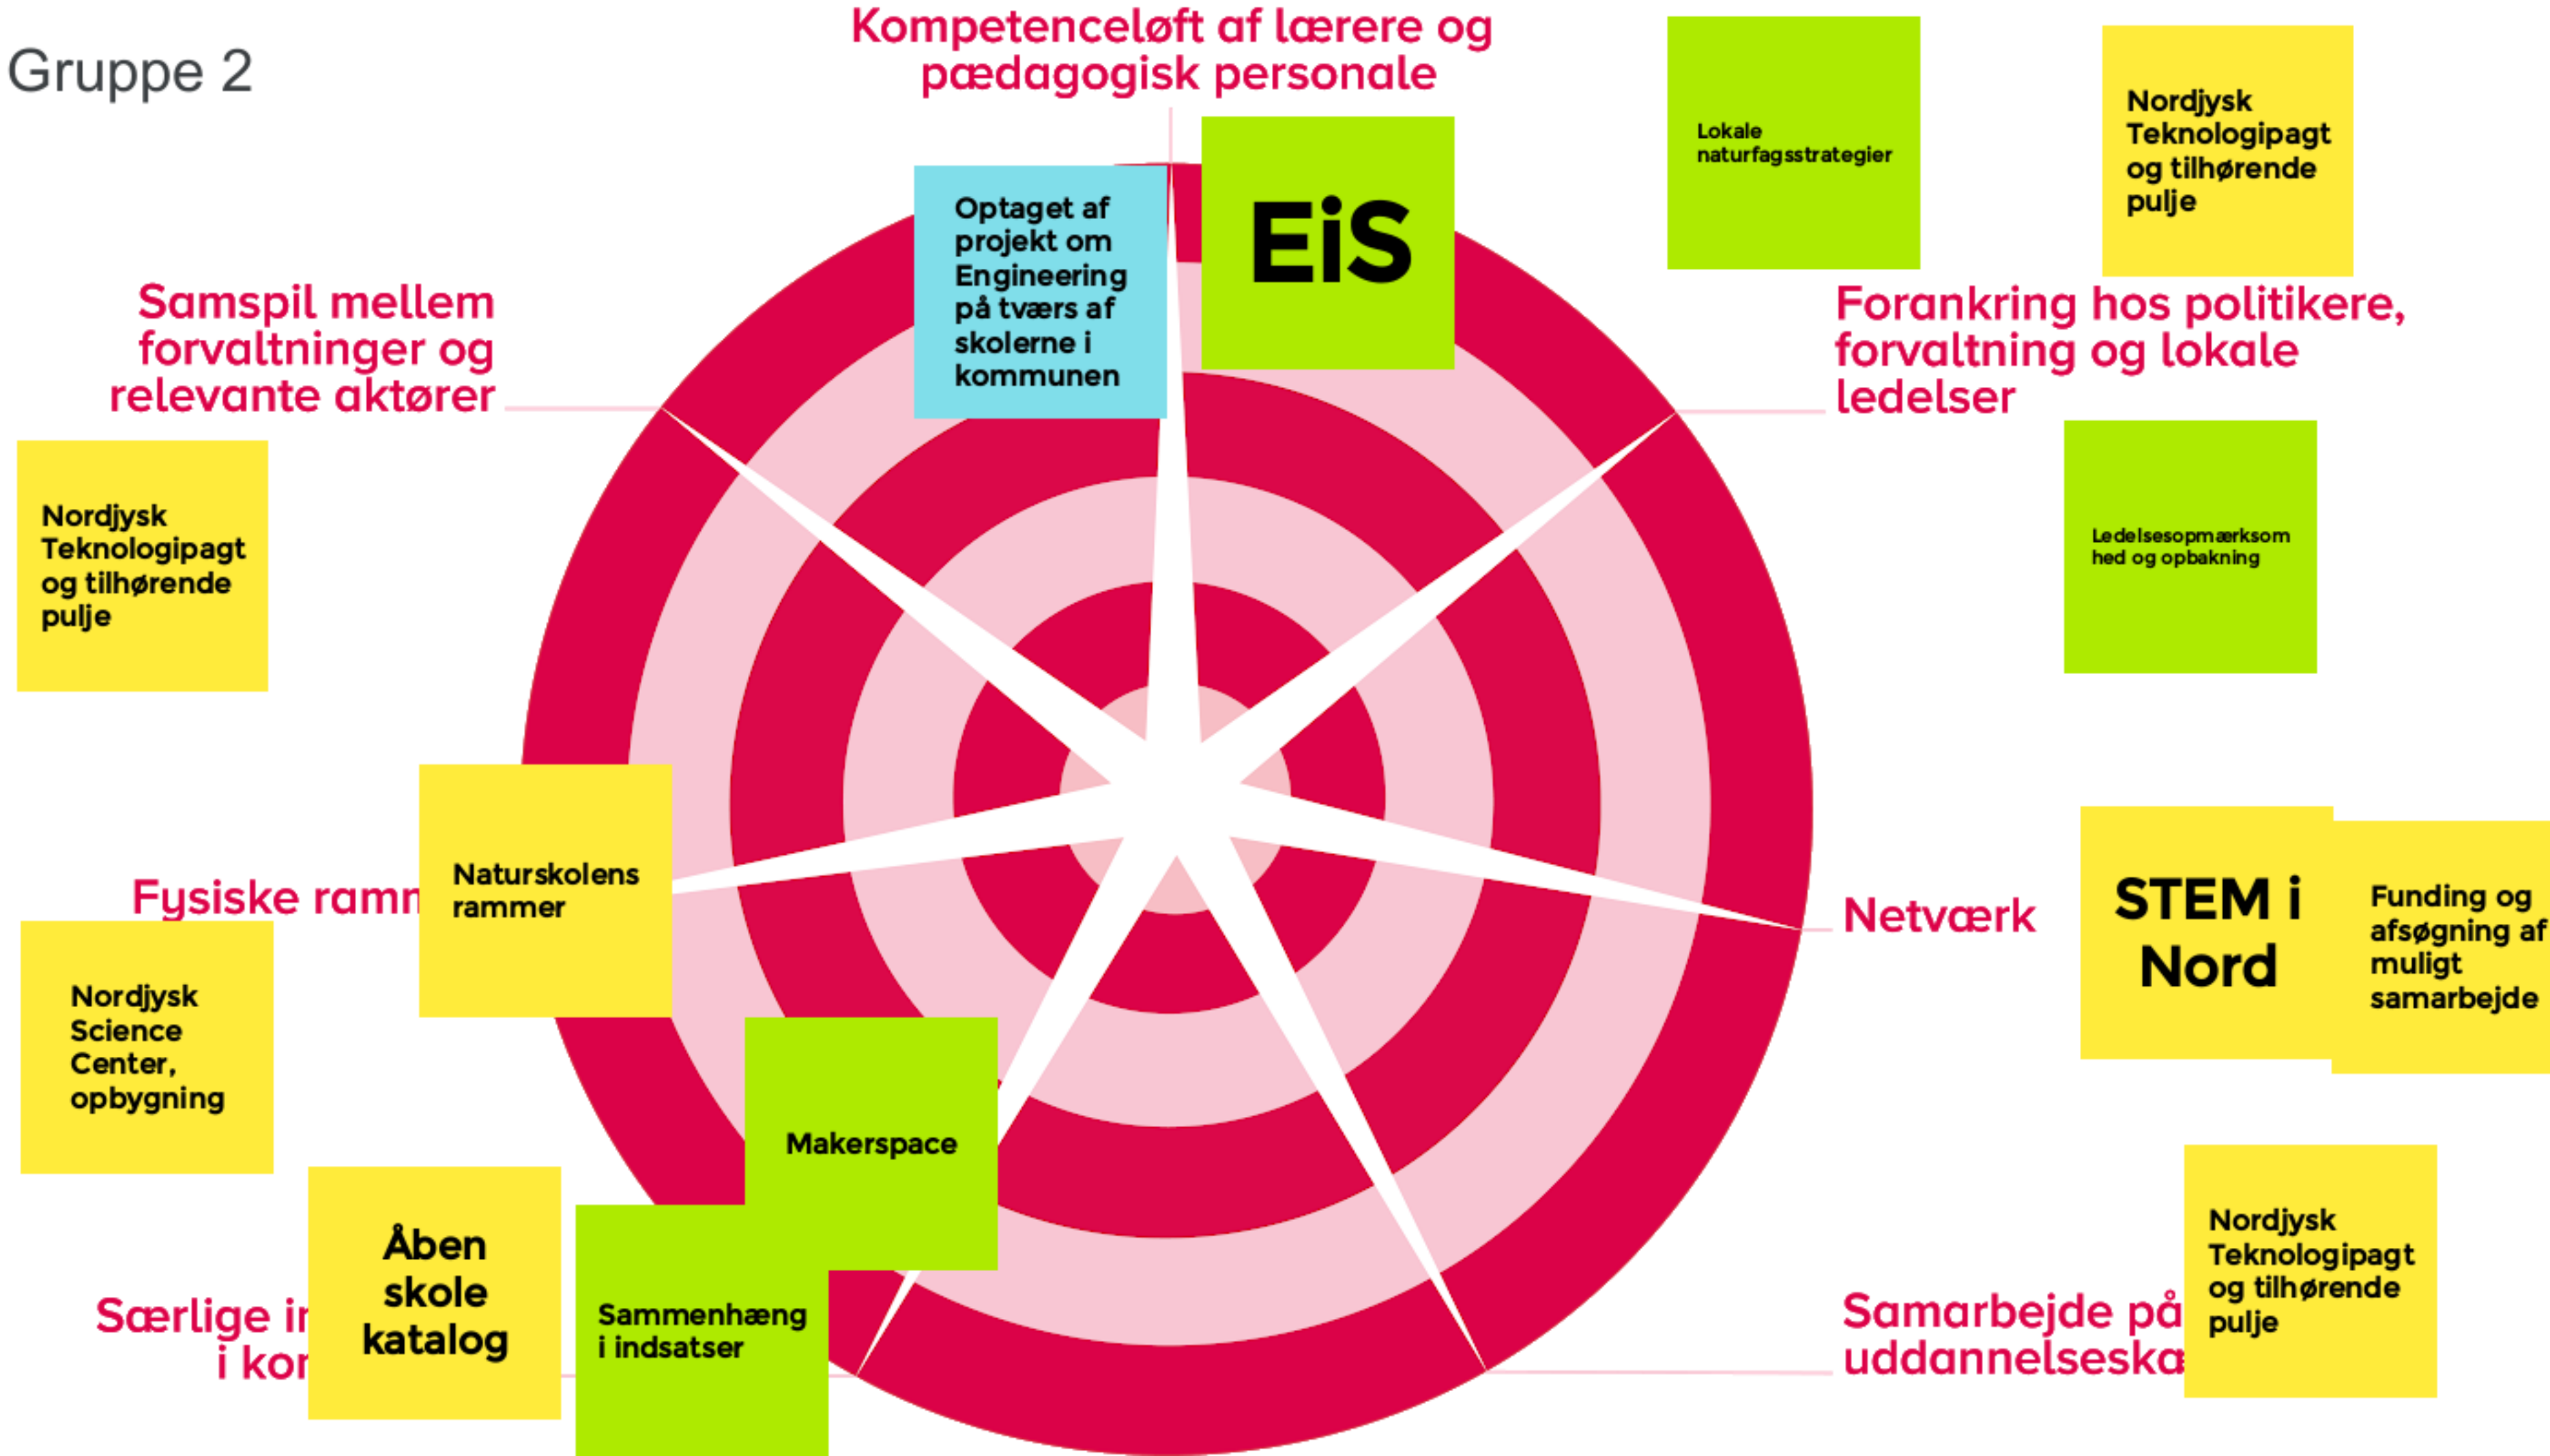 Gruppe 2
Kompetenceløft af lærere og
pædagogisk personale
Lokale
naturfagsstrategier
Nordjysk
Teknologipagt
og tilhørende
pulje
Optaget af
projekt om
Engineering
på tværs af
skolerne i
kommunen
EiS
Samspil mellem
forvaltninger og
relevante aktører
Forankring hos politikere,
forvaltning og lokale
ledelser
Nordjysk
Teknologipagt
og tilhørende
pulje
Ledelsesopmærksom
hed og opbakning
Fysiske
Naturskolens
rammer
Netværk
STEM i
Nord
Funding og
afsøgning af
muligt
samarbejde
Nordjysk
Science
Center,
opbygning
Makerspace
Særlige
i
Åben
skole
katalog
Sammenhæng
i indsatser
Samarbejde på
Nordjysk
Teknologipagt
og tilhørende
pulje